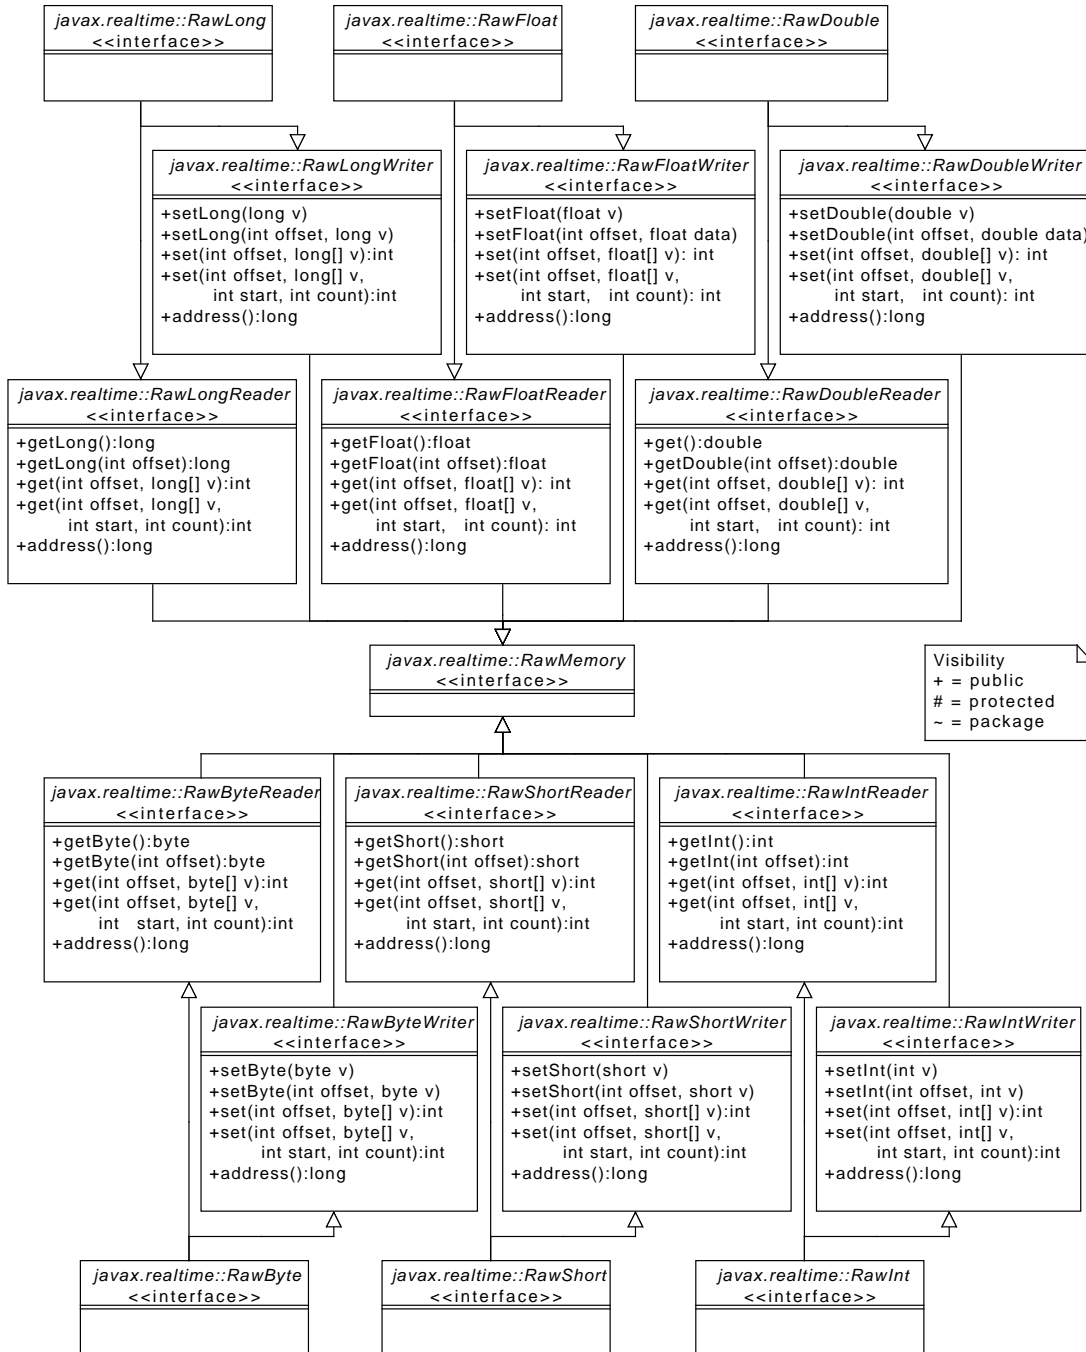 javax.realtime::RawLong
<<interface>>
javax.realtime::RawFloat
<<interface>>
javax.realtime::RawDouble
<<interface>>
javax.realtime::RawLongWriter
<<interface>>
+setLong(long v)
+setLong(int offset, long v)
+set(int offset, long[] v):int
+set(int offset, long[] v,
int start, int count):int
+address():long
javax.realtime::RawFloatWriter
<<interface>>
+setFloat(float v)
+setFloat(int offset, float data)
+set(int offset, float[] v): int
+set(int offset, float[] v,
int start, int count): int
+address():long
javax.realtime::RawDoubleWriter
<<interface>>
+setDouble(double v)
+setDouble(int offset, double data)
+set(int offset, double[] v): int
+set(int offset, double[] v,
int start, int count): int
+address():long
javax.realtime::RawLongReader
<<interface>>
+getLong():long
+getLong(int offset):long
+get(int offset, long[] v):int
+get(int offset, long[] v,
int start, int count):int
+address():long
javax.realtime::RawFloatReader
<<interface>>
+getFloat():float
+getFloat(int offset):float
+get(int offset, float[] v): int
+get(int offset, float[] v,
int start, int count): int
+address():long
javax.realtime::RawDoubleReader
<<interface>>
+get():double
+getDouble(int offset):double
+get(int offset, double[] v): int
+get(int offset, double[] v,
int start, int count): int
+address():long
javax.realtime::RawMemory
<<interface>>
Visibility
+ = public
# = protected
~ = package
javax.realtime::RawByteReader
<<interface>>
+getByte():byte
+getByte(int offset):byte
+get(int offset, byte[] v):int
+get(int offset, byte[] v,
int start, int count):int
+address():long
javax.realtime::RawShortReader
<<interface>>
+getShort():short
+getShort(int offset):short
+get(int offset, short[] v):int
+get(int offset, short[] v,
int start, int count):int
+address():long
javax.realtime::RawIntReader
<<interface>>
+getInt():int
+getInt(int offset):int
+get(int offset, int[] v):int
+get(int offset, int[] v,
int start, int count):int
+address():long
javax.realtime::RawByteWriter
<<interface>>
+setByte(byte v)
+setByte(int offset, byte v)
+set(int offset, byte[] v):int
+set(int offset, byte[] v,
int start, int count):int
+address():long
javax.realtime::RawShortWriter
<<interface>>
+setShort(short v)
+setShort(int offset, short v)
+set(int offset, short[] v):int
+set(int offset, short[] v,
int start, int count):int
+address():long
javax.realtime::RawIntWriter
<<interface>>
+setInt(int v)
+setInt(int offset, int v)
+set(int offset, int[] v):int
+set(int offset, int[] v,
int start, int count):int
+address():long
javax.realtime::RawByte
<<interface>>
javax.realtime::RawShort
<<interface>>
javax.realtime::RawInt
<<interface>>